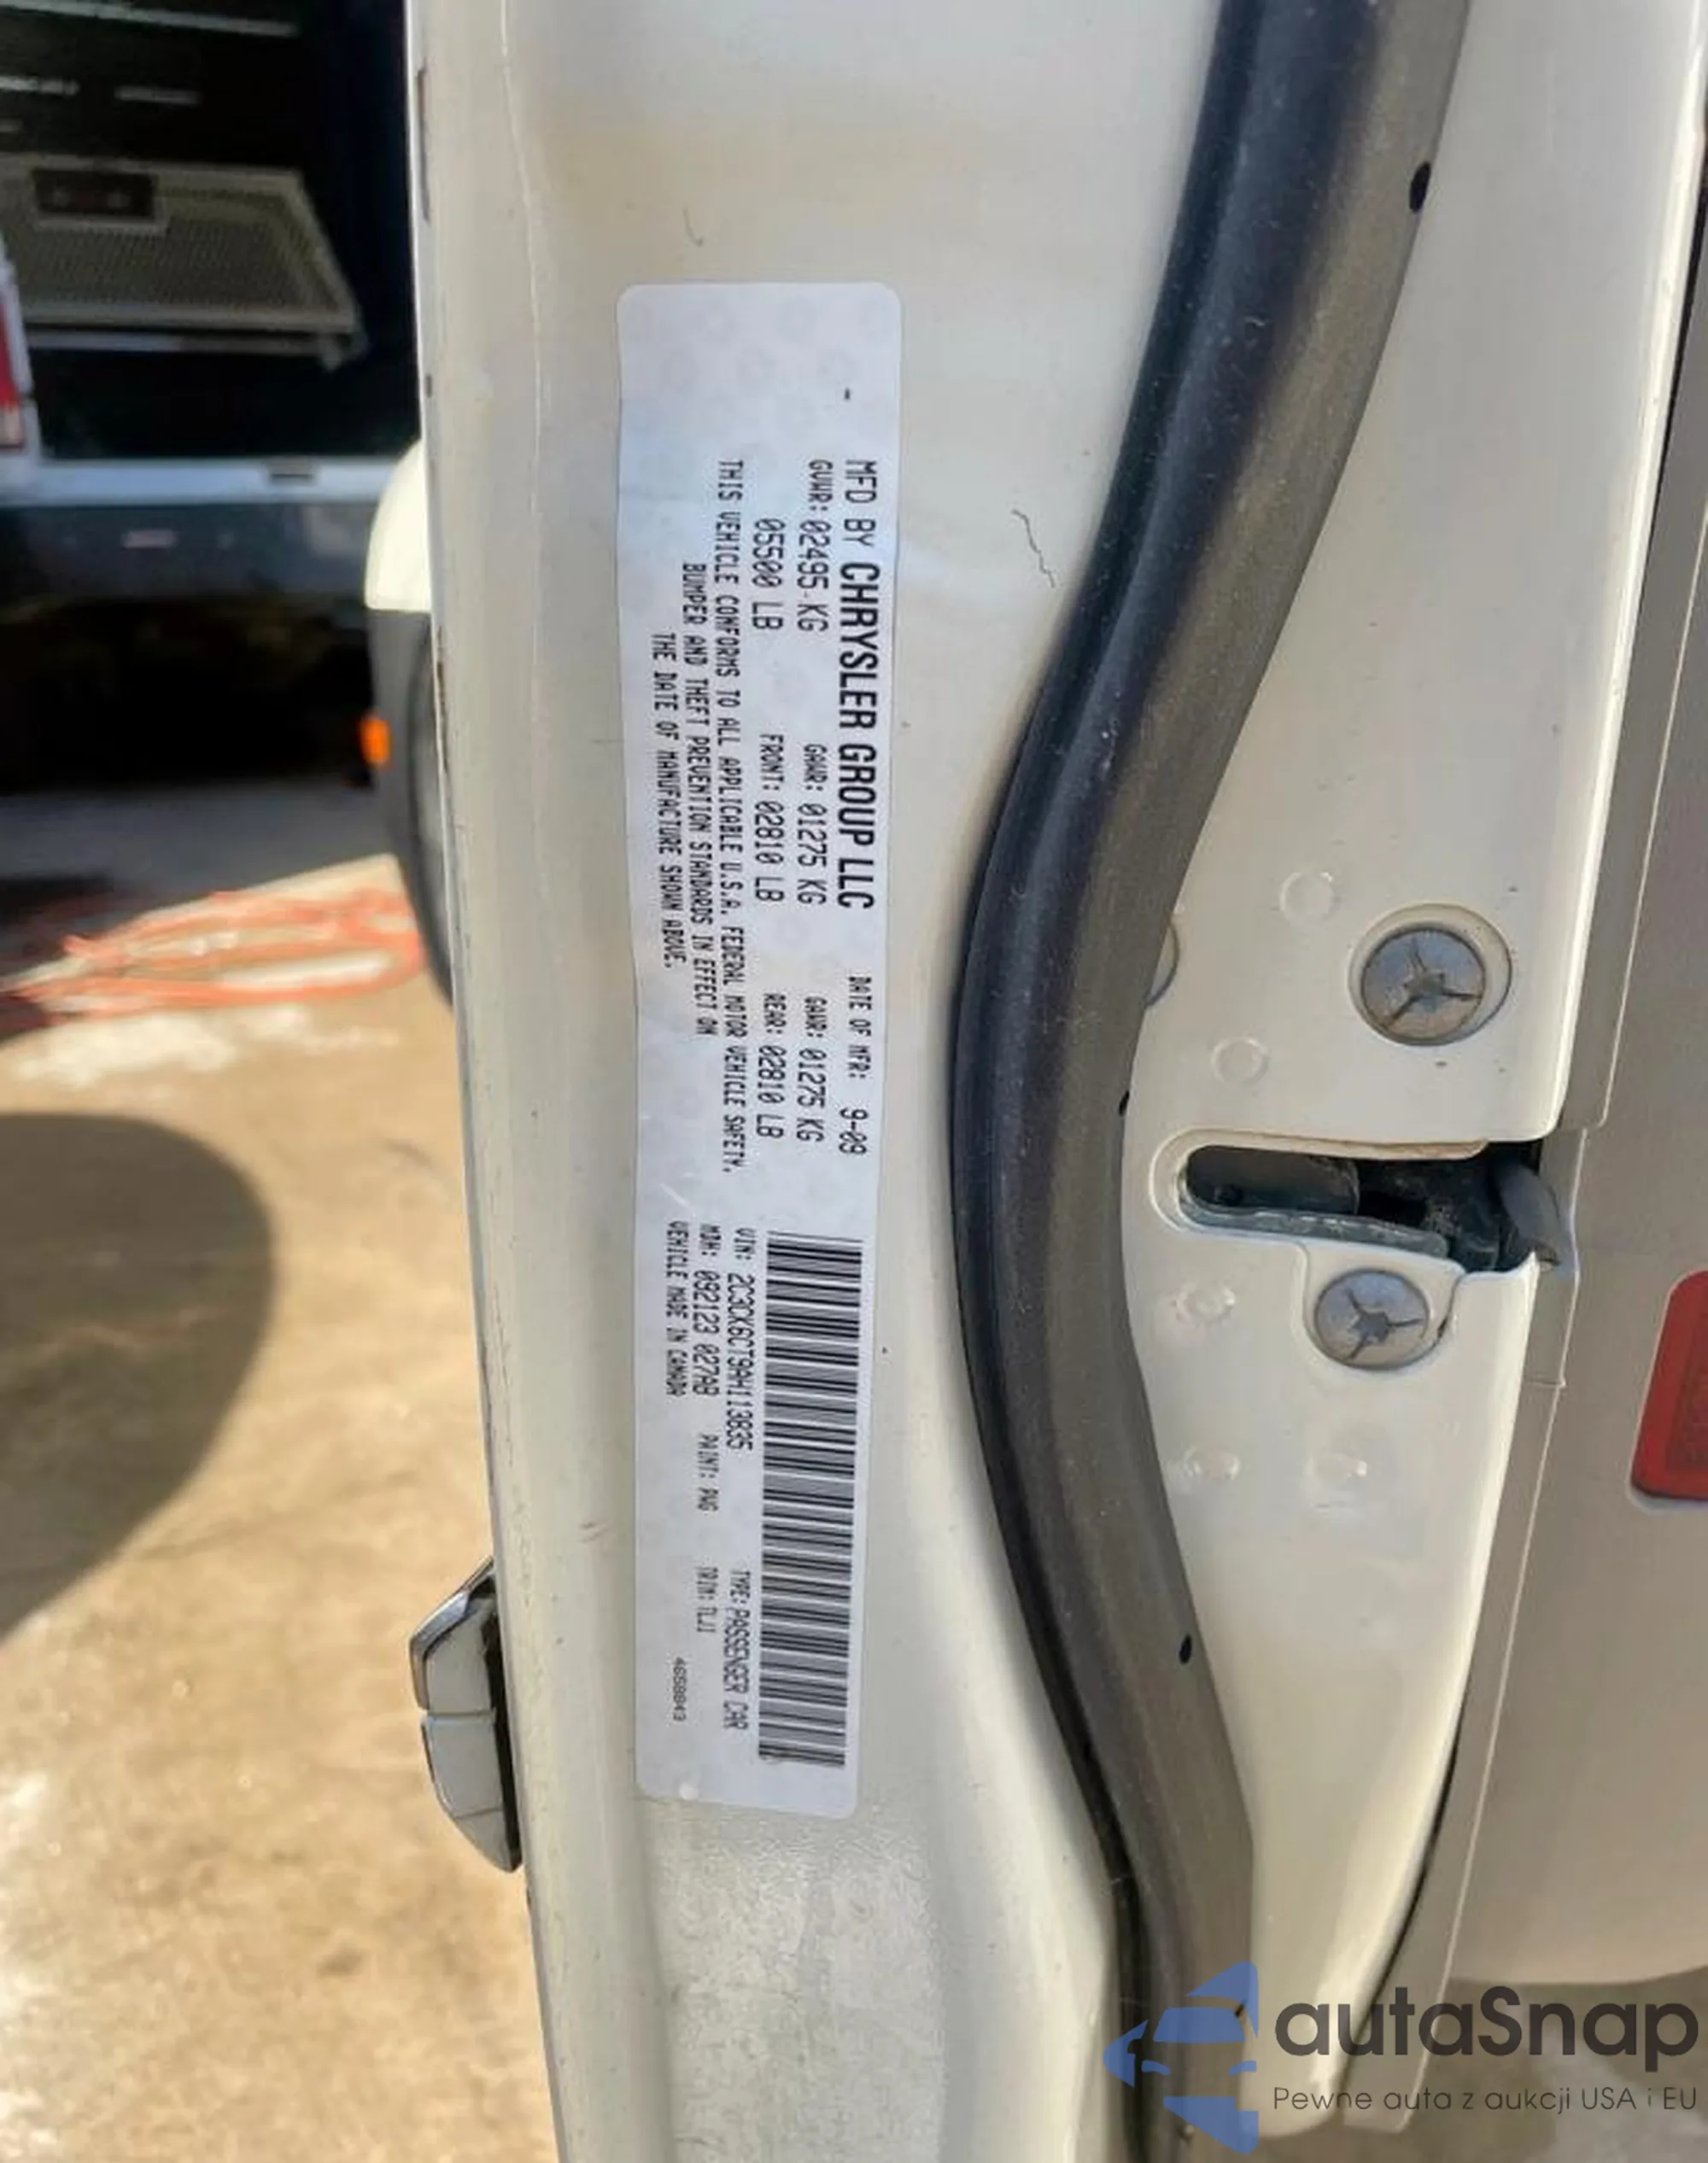 MFD BY CHRYSLER GROUP LLC DATE OF MFR: 9-09
GVWR: 02495 KG GAWR: 01275 KG GAWR: 01275 KG
05500 LB FRONT: 02810 LB REAR: 02810 LB
THIS VEHICLE CONFORMS TO ALL APPLICABLE U.S.A. FEDERAL MOTOR VEHICLE SAFETY,
BUMPER AND THEFT PREVENTION STANDARDS IN EFFECT ON
THE DATE OF MANUFACTURE SHOWN ABOVE.
VIN: 2C3CK6CT9AH113835 TYPE: PASSENGER CAR
MDH: 092123 027AB PAINT: PWG TRIM: TLJ1
VEHICLE MADE IN CANADA
autaSnap
Pewne auta z aukcji USA i EU